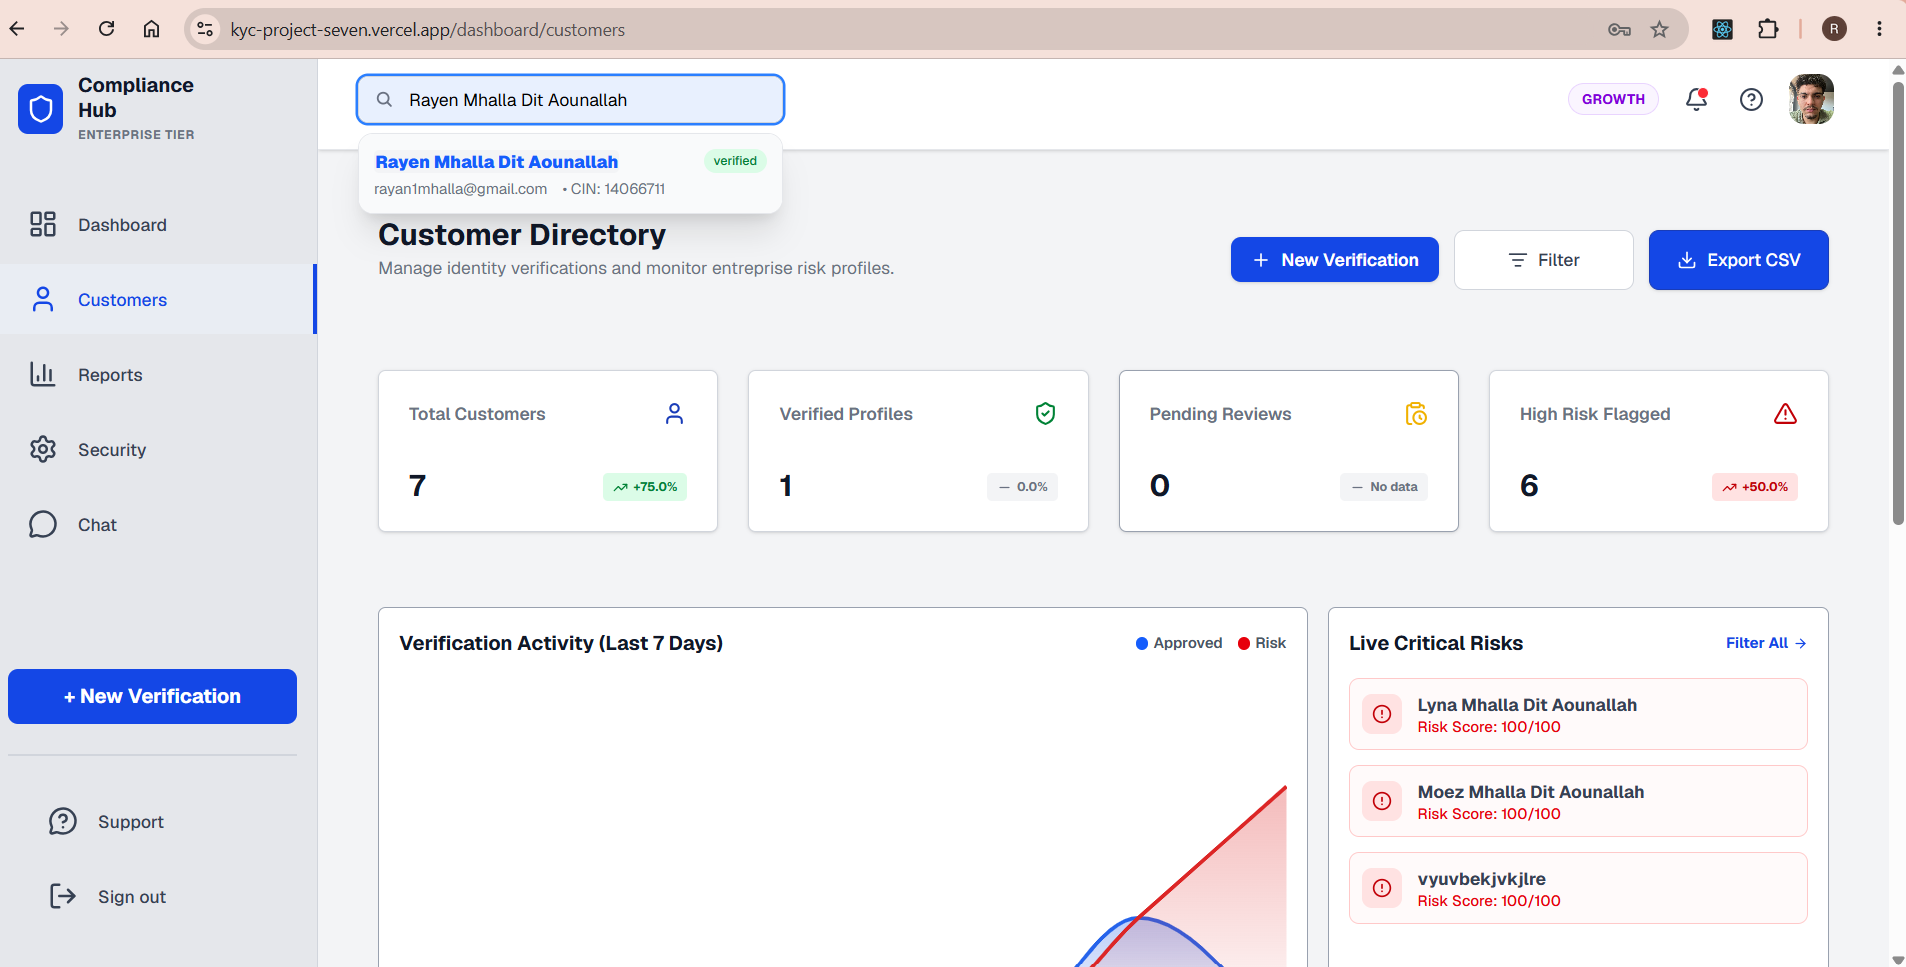 kyc-project-seven.vercel.app/dashboard/customers
R
Compliance
Hub
ENTERPRISE TIER
Dashboard
Customers
Reports
Security
Chat
+ New Verification
Support
Sign out
Rayen Mhalla Dit Aounallah
GROWTH
Rayen Mhalla Dit Aounallah
verified
rayan1mhalla@gmail.com • CIN: 14066711
Customer Directory
Manage identity verifications and monitor entreprise risk profiles.
+ New Verification
Filter
Export CSV
Total Customers
7
+75.0%
Verified Profiles
1
— 0.0%
Pending Reviews
0
— No data
High Risk Flagged
6
+50.0%
Verification Activity (Last 7 Days)
Approved
Risk
Live Critical Risks
Filter All →
Lyna Mhalla Dit Aounallah
Risk Score: 100/100
Moez Mhalla Dit Aounallah
Risk Score: 100/100
vyuvbekjvkjlre
Risk Score: 100/100